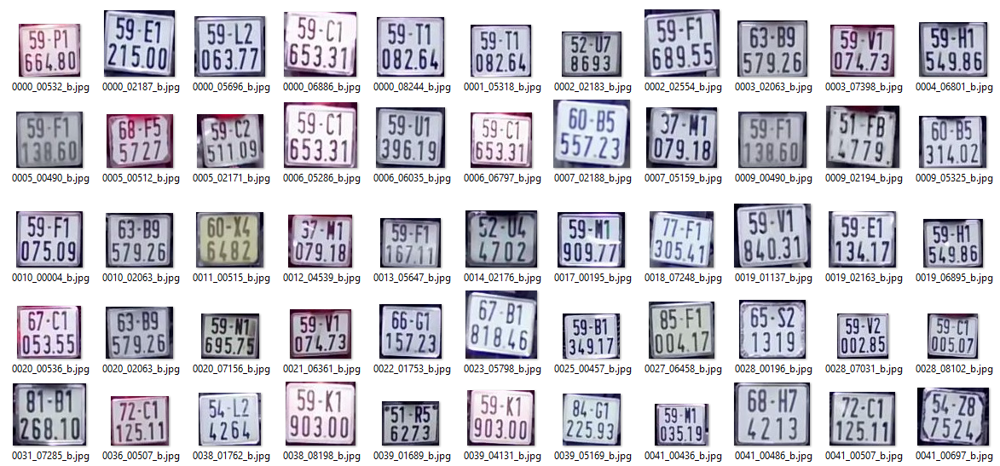 59-P1 59-E1 59-L2 59-C1 59-T1 59-T1 52-U7 59-F1 63-B9 59-V1 59-H1
664.80 215.00 063.77 653.31 082.64 082.64 8693 689.55 579.26 074.73 549.86
0000_00532_b.jpg 0000_02187_b.jpg 0000_05696_b.jpg 0000_06886_b.jpg 0000_08244_b.jpg 0001_05318_b.jpg 0002_02183_b.jpg 0002_02554_b.jpg 0003_02063_b.jpg 0003_07398_b.jpg 0004_06801_b.jpg
59-F1 68-F5 59-C2 59-C1 59-U1 59-C1 60-B5 37-M1 59-F1 51-FB 60-B5
138.60 5727 511.09 653.31 396.19 653.31 557.23 079.18 138.60 4779 314.02
0005_00490_b.jpg 0005_00512_b.jpg 0005_02171_b.jpg 0006_05286_b.jpg 0006_06035_b.jpg 0006_06797_b.jpg 0007_02188_b.jpg 0007_05159_b.jpg 0009_00490_b.jpg 0009_02194_b.jpg 0009_05325_b.jpg
59-F1 63-B9 60-X4 37-M1 59-F1 52-U4 59-M1 77-F1 59-V1 59-E1 59-H1
075.09 579.26 6482 079.18 167.11 4702 909.77 305.41 840.31 134.17 549.86
0010_00004_b.jpg 0010_02063_b.jpg 0011_00515_b.jpg 0012_04539_b.jpg 0013_05647_b.jpg 0014_02176_b.jpg 0017_00195_b.jpg 0018_07248_b.jpg 0019_01137_b.jpg 0019_02163_b.jpg 0019_06895_b.jpg
67-C1 63-B9 59-N1 59-V1 66-G1 67-B1 59-B1 85-F1 65-S2 59-V2 59-C1
053.55 579.26 695.75 074.73 157.23 818.46 349.17 004.17 1319 002.85 005.07
0020_00536_b.jpg 0020_02063_b.jpg 0020_07156_b.jpg 0021_06361_b.jpg 0022_01753_b.jpg 0023_05798_b.jpg 0025_00457_b.jpg 0027_06458_b.jpg 0028_00196_b.jpg 0028_07031_b.jpg 0028_08102_b.jpg
81-B1 72-C1 54-L2 59-K1 51-R5 59-K1 84-G1 59-M1 68-H7 72-C1 54-Z8
268.10 125.11 4264 903.00 6273 903.00 225.93 035.19 4213 125.11 7524
0031_07285_b.jpg 0036_00507_b.jpg 0038_01762_b.jpg 0038_08198_b.jpg 0039_01689_b.jpg 0039_04131_b.jpg 0039_05169_b.jpg 0041_00436_b.jpg 0041_00486_b.jpg 0041_00507_b.jpg 0041_00697_b.jpg